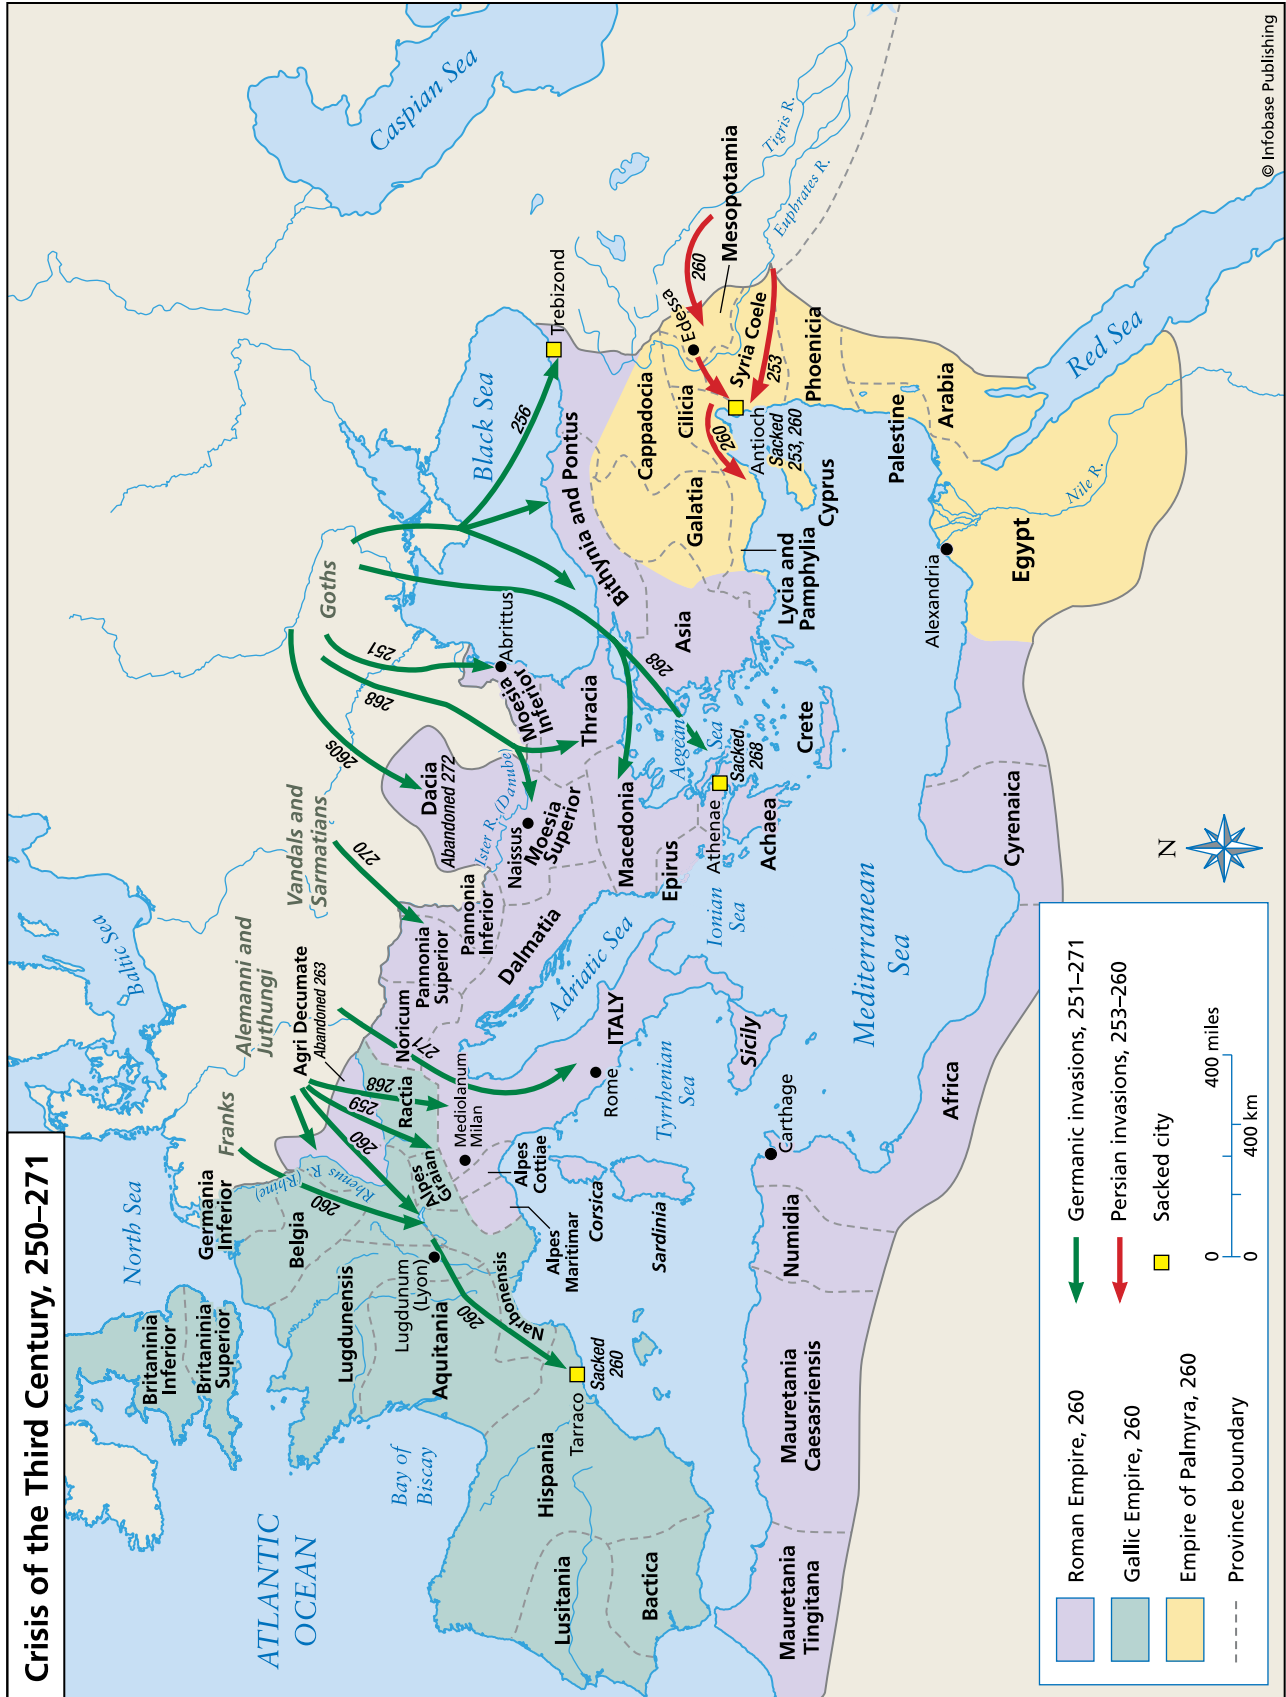 Crisis of the Third Century, 250–271
ATLANTIC
OCEAN
North Sea
Baltic Sea
Bay of
Biscay
Caspian Sea
Black Sea
Adriatic Sea
Tyrrhenian
Sea
Ionian
Sea
Aegean
Sea
Mediterranean
Sea
Red Sea
Nile R.
Tigris R.
Euphrates R.
Ister R. (Danube)
Rhenus R. (Rhine)
Franks
Alemanni and
Juthungi
Vandals and
Sarmatians
Goths
Britaninia
Inferior
Britaninia
Superior
Germania
Inferior
Belgia
Lugdunensis
Lugdunum
(Lyon)
Aquitania
Narbonensis
Hispania
Tarraco
Sacked
260
Lusitania
Bactica
Agri Decumate
Abandoned 263
Ractia
Noricum
Alpes
Graian
Alpes
Cottiae
Alpes
Maritimar
Mediolanum
Milan
Corsica
Sardinia
Rome
ITALY
Sicily
Pannonia
Superior
Pannonia
Inferior
Dalmatia
Dacia
Abandoned 272
Naissus
Moesia
Superior
Moesia
Inferior
Abrittus
Thracia
Macedonia
Epirus
Athenae
Sacked
268
Achaea
Crete
Asia
Bithynia and Pontus
Trebizond
Galatia
Cappadocia
Cilicia
Lycia and
Pamphylia
Cyprus
Edessa
Mesopotamia
Syria Coele
Antioch
Sacked
253, 260
Phoenicia
Palestine
Arabia
Alexandria
Egypt
Cyrenaica
Africa
Carthage
Numidia
Mauretania
Caesasriensis
Mauretania
Tingitana
260
260
260
259
268
271
270
260s
268
251
268
256
260
260
253
N
Roman Empire, 260
Gallic Empire, 260
Empire of Palmyra, 260
Province boundary
Germanic invasions, 251–271
Persian invasions, 253–260
Sacked city
0 400 miles
0 400 km
© Infobase Publishing